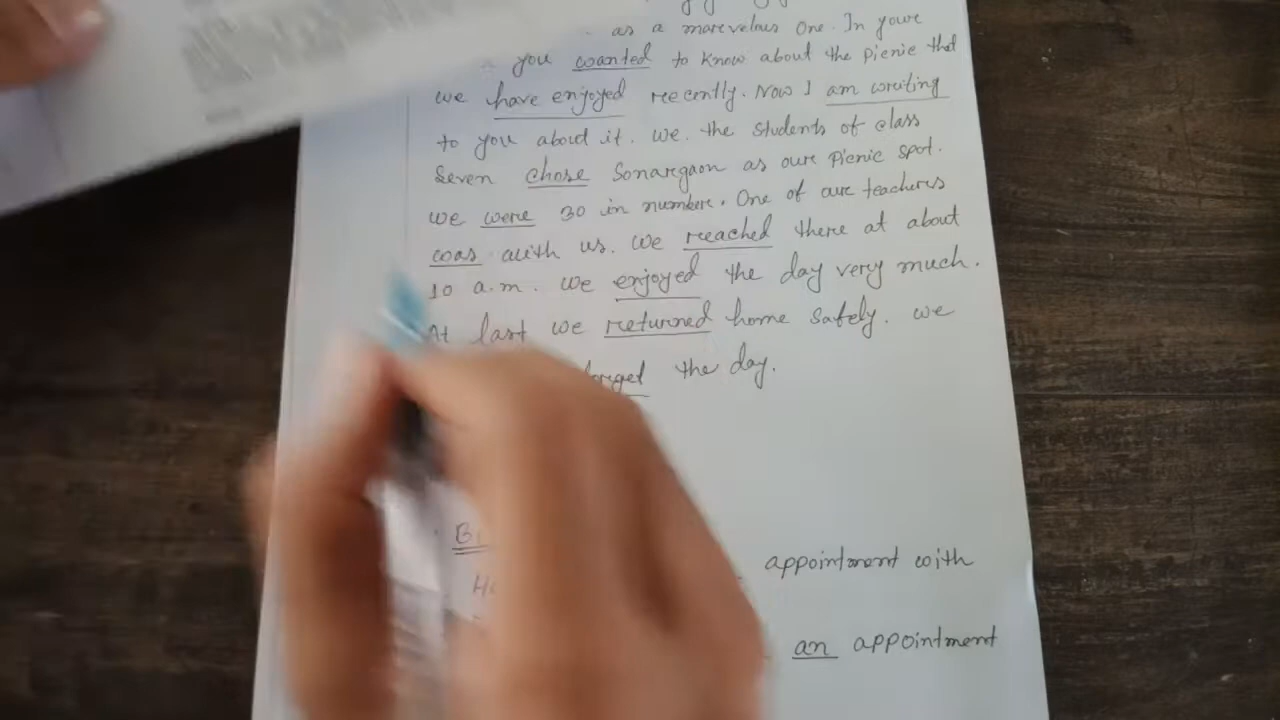 as a marvelous One. In your
you wanted to know about the picnic that
we have enjoyed recently. Now I am writing
to you about it. We. the students of class
Seven chose Sonargaon as our Picnic spot.
we were 30 in number. One of our teachers
was with us. We reached there at about
10 a.m. We enjoyed the day very much.
At last we returned home safely. We
forget the day.
appointment with
an appointment